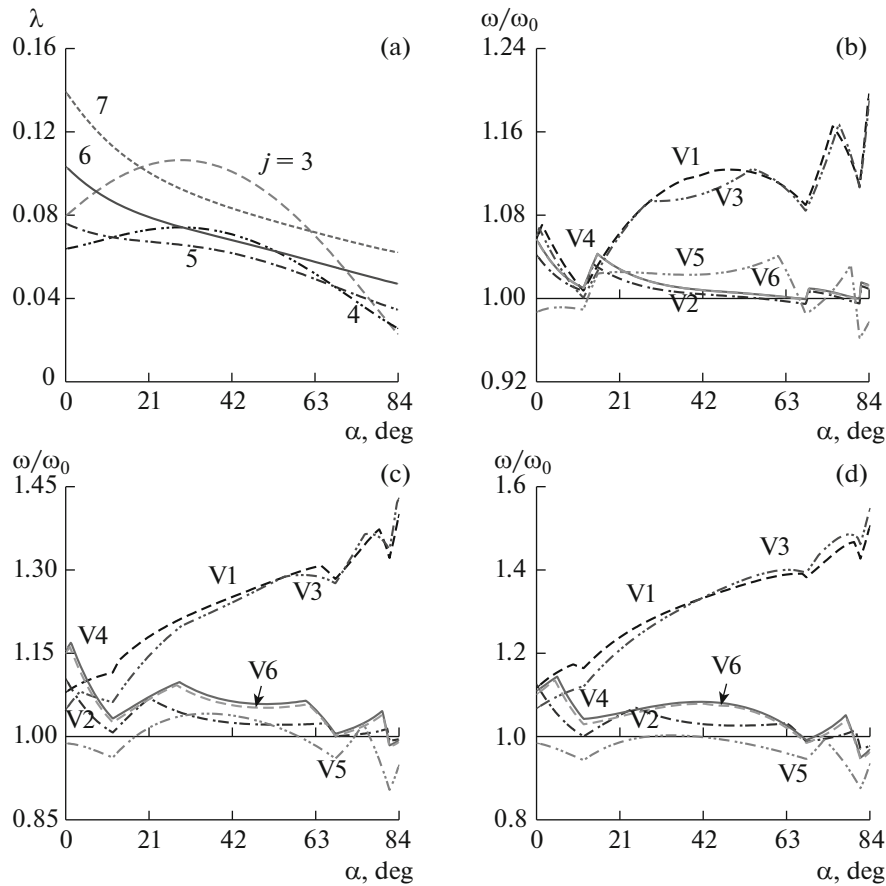 λ
(a)
0.16
0.12
0.08
0.04
0
7
6
j = 3
5
4
0 21 42 63 84
α, deg
ω/ω₀
(b)
1.24
1.16
1.08
1.00
0.92
V1
V3
V4
V5
V6
V2
0 21 42 63 84
α, deg
ω/ω₀
(c)
1.45
1.30
1.15
1.00
0.85
V1
V3
V4
V6
V2
V5
0 21 42 63 84
α, deg
ω/ω₀
(d)
1.6
1.4
1.2
1.0
0.8
V3
V1
V6
V4
V2
V5
0 21 42 63 84
α, deg